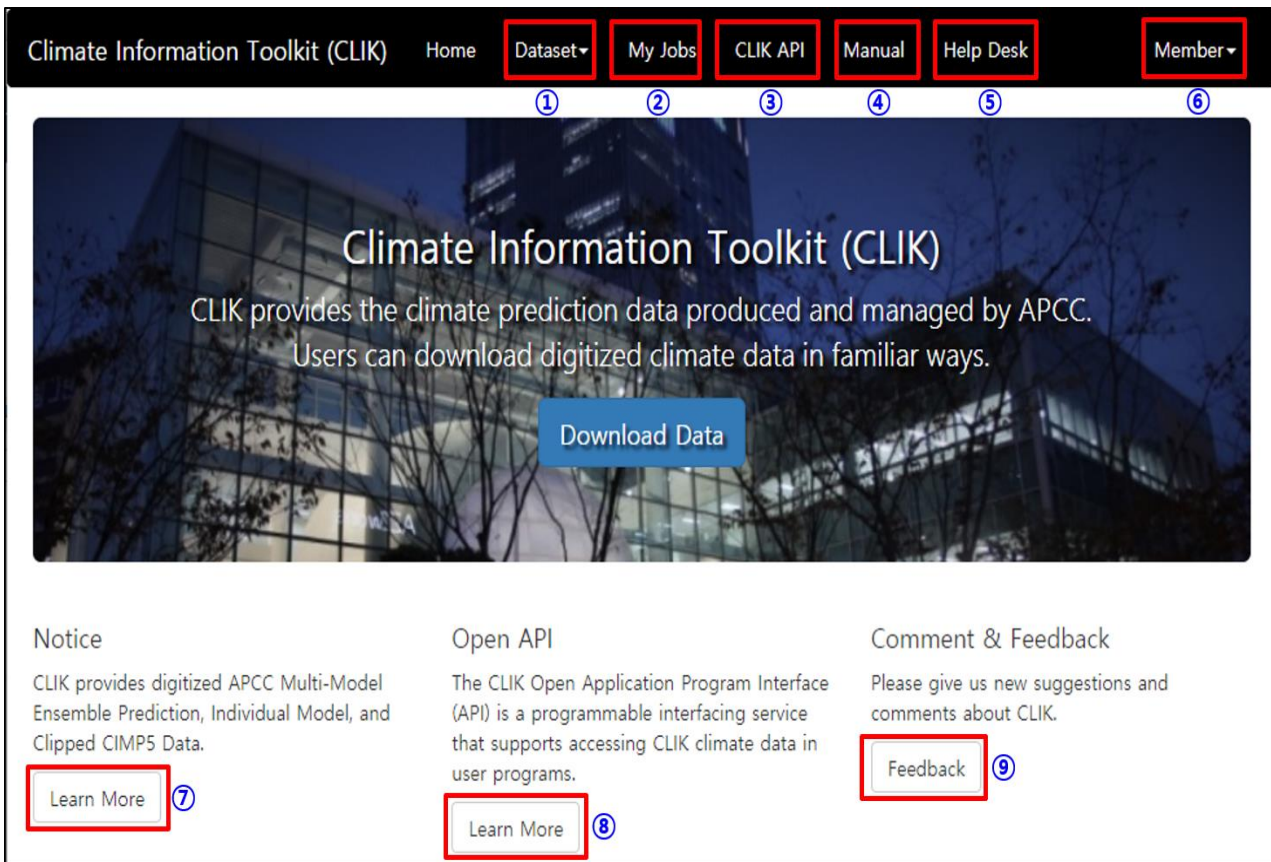 Climate Information Toolkit (CLIK) Home Dataset My Jobs CLIK API Manual Help Desk Member
① ② ③ ④ ⑤ ⑥
Climate Information Toolkit (CLIK)
CLIK provides the climate prediction data produced and managed by APCC.
Users can download digitized climate data in familiar ways.
Download Data
Notice
CLIK provides digitized APCC Multi-Model
Ensemble Prediction, Individual Model, and
Clipped CIMP5 Data.
Learn More ⑦
Open API
The CLIK Open Application Program Interface
(API) is a programmable interfacing service
that supports accessing CLIK climate data in
user programs.
Learn More ⑧
Comment & Feedback
Please give us new suggestions and
comments about CLIK.
Feedback ⑨